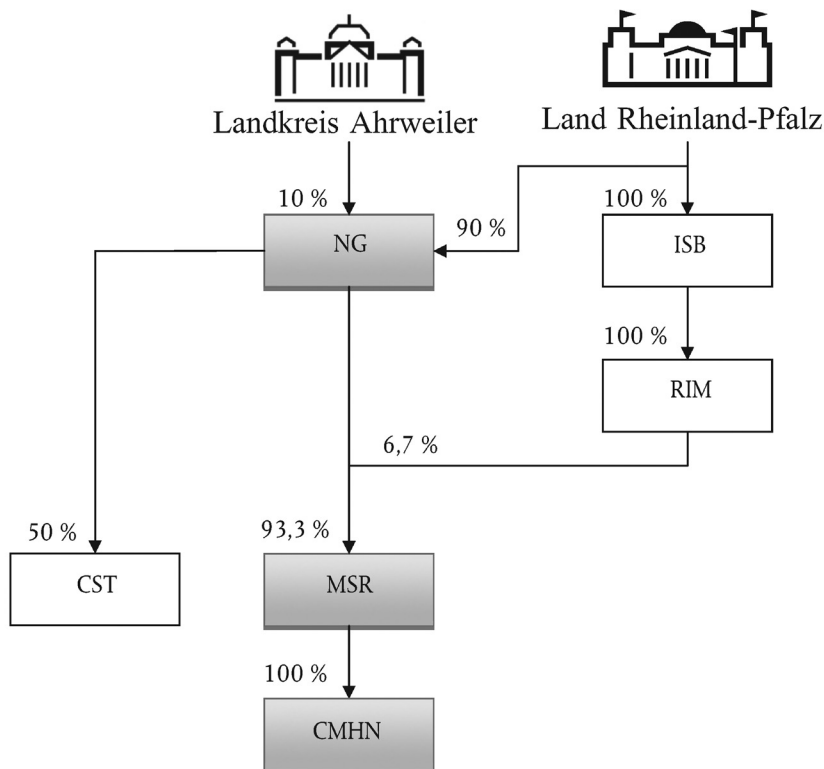 Landkreis Ahrweiler
Land Rheinland-Pfalz
10 %
100 %
90 %
NG
ISB
100 %
RIM
6,7 %
50 %
93,3 %
CST
MSR
100 %
CMHN